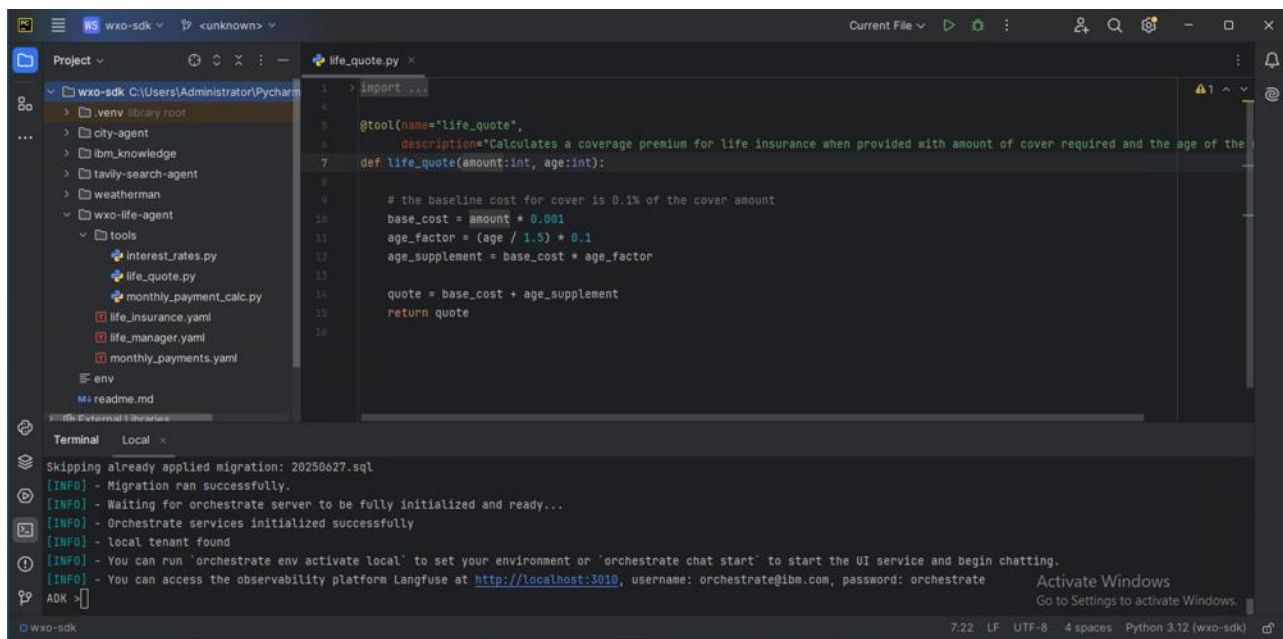 PC WS wxo-sdk <unknown> Current File
Project
life_quote.py
wxo-sdk C:\Users\Administrator\Pycharm
.venv library root
city-agent
ibm_knowledge
tavily-search-agent
weatherman
wxo-life-agent
tools
interest_rates.py
life_quote.py
monthly_payment_calc.py
life_insurance.yaml
life_manager.yaml
monthly_payments.yaml
env
readme.md
External Libraries
1 import ...
4
5 @tool(name="life_quote",
6 description="Calculates a coverage premium for life insurance when provided with amount of cover required and the age of the
7 def life_quote(amount:int, age:int):
8
9 # the baseline cost for cover is 0.1% of the cover amount
10 base_cost = amount * 0.001
11 age_factor = (age / 1.5) * 0.1
12 age_supplement = base_cost * age_factor
13
14 quote = base_cost + age_supplement
15 return quote
16
1
Terminal Local
Skipping already applied migration: 20250627.sql
[INFO] - Migration ran successfully.
[INFO] - Waiting for orchestrate server to be fully initialized and ready...
[INFO] - Orchestrate services initialized successfully
[INFO] - local tenant found
[INFO] - You can run `orchestrate env activate local` to set your environment or `orchestrate chat start` to start the UI service and begin chatting.
[INFO] - You can access the observability platform Langfuse at http://localhost:3010, username: orchestrate@ibm.com, password: orchestrate
ADK >
Activate Windows
Go to Settings to activate Windows.
wxo-sdk 7:22 LF UTF-8 4 spaces Python 3.12 (wxo-sdk)